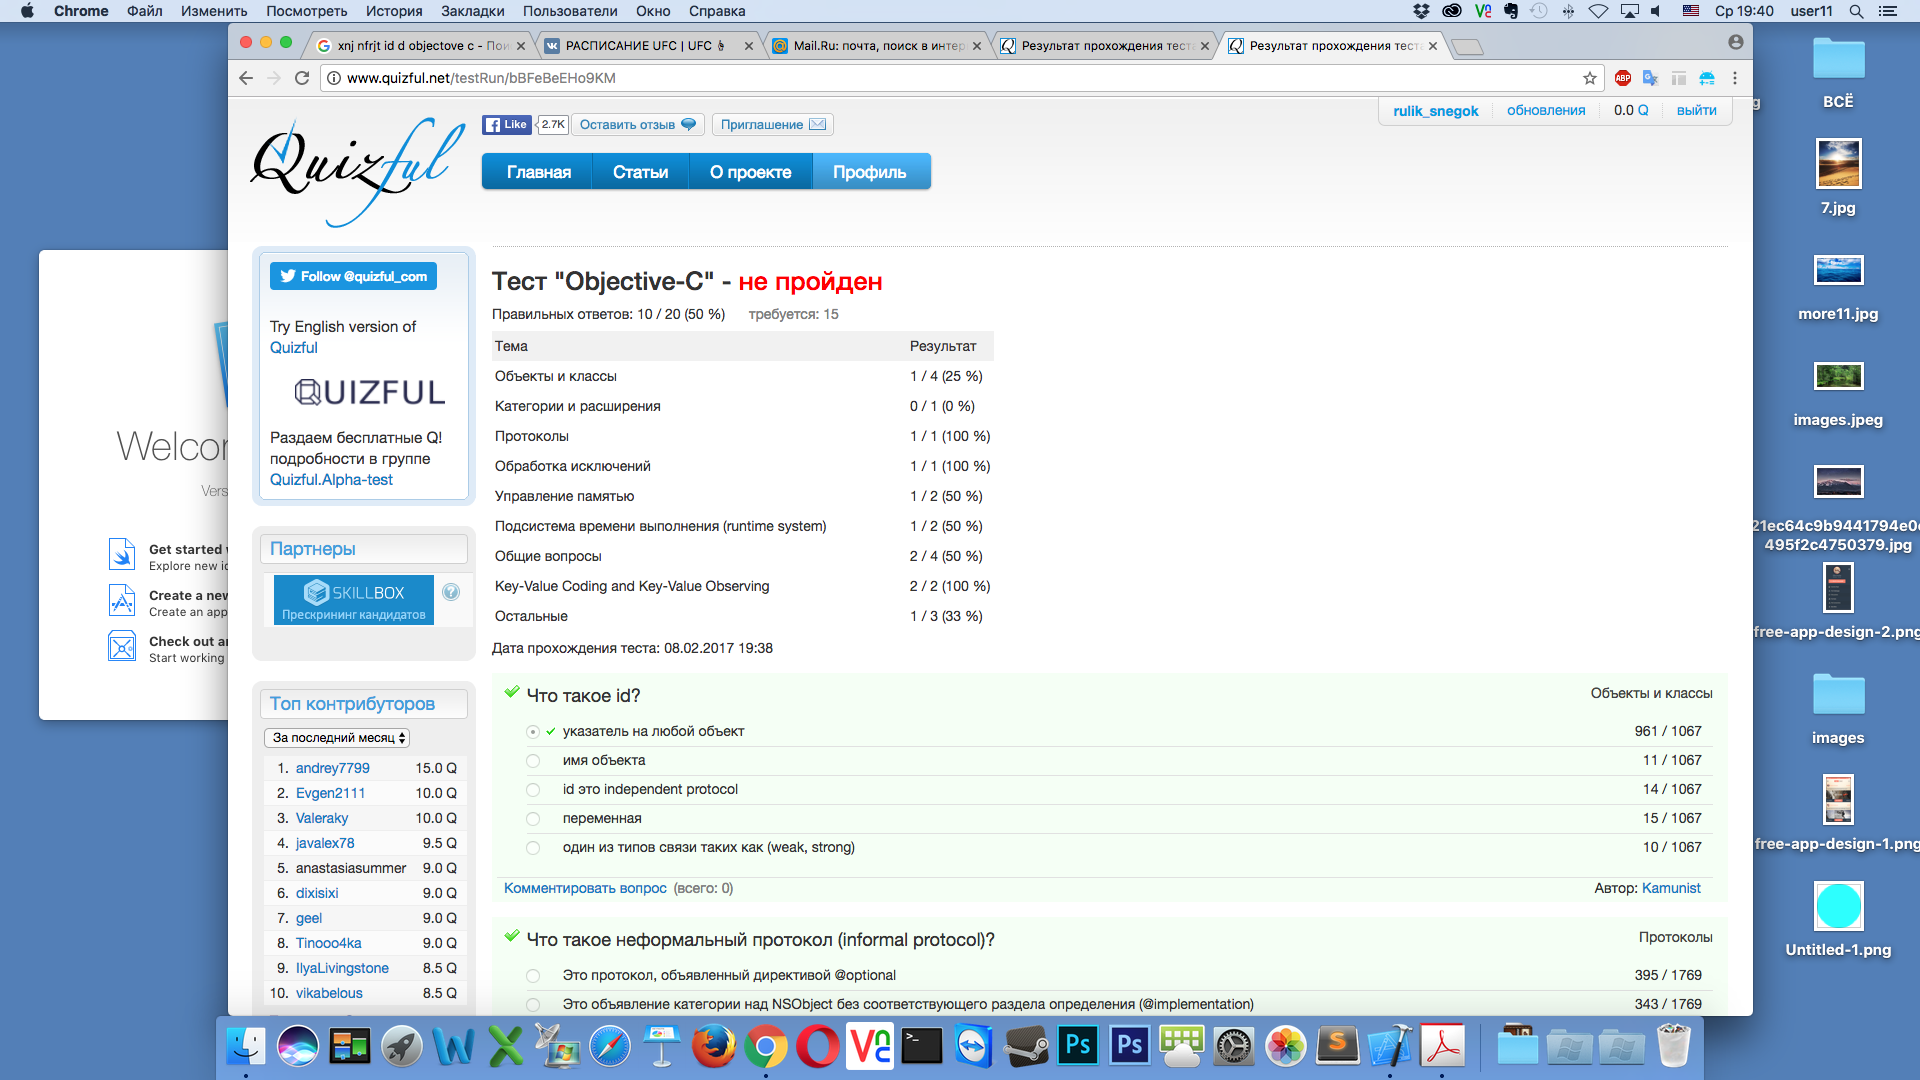 Chrome Файл Изменить Посмотреть История Закладки Пользователи Окно Справка
Ср 19:40 user11
xnj nfrjt id d objectove c - Пои
РАСПИСАНИЕ UFC | UFC
Mail.Ru: почта, поиск в интер
Результат прохождения тест
Результат прохождения теста
www.quizful.net/testRun/bBFeBeEHo9KM
ABP
rulik_snegok обновления 0.0 Q выйти
Quizful
Like 2.7K Оставить отзыв Приглашение
Главная Статьи О проекте Профиль
Follow @quizful_com
Try English version of
Quizful
QUIZFUL
Раздаем бесплатные Q!
подробности в группе
Quizful.Alpha-test
Партнеры
SKILLBOX
Прескрининг кандидатов
Топ контрибуторов
За последний месяц
1. andrey7799 15.0 Q
2. Evgen2111 10.0 Q
3. Valeraky 10.0 Q
4. javalex78 9.5 Q
5. anastasiasummer 9.0 Q
6. dixisixi 9.0 Q
7. geel 9.0 Q
8. Tinooo4ka 9.0 Q
9. IlyaLivingstone 8.5 Q
10. vikabelous 8.5 Q
Тест "Objective-C" - не пройден
Правильных ответов: 10 / 20 (50 %) требуется: 15
Тема Результат
Объекты и классы 1 / 4 (25 %)
Категории и расширения 0 / 1 (0 %)
Протоколы 1 / 1 (100 %)
Обработка исключений 1 / 1 (100 %)
Управление памятью 1 / 2 (50 %)
Подсистема времени выполнения (runtime system) 1 / 2 (50 %)
Общие вопросы 2 / 4 (50 %)
Key-Value Coding and Key-Value Observing 2 / 2 (100 %)
Остальные 1 / 3 (33 %)
Дата прохождения теста: 08.02.2017 19:38
Что такое id? Объекты и классы
указатель на любой объект 961 / 1067
имя объекта 11 / 1067
id это independent protocol 14 / 1067
переменная 15 / 1067
один из типов связи таких как (weak, strong) 10 / 1067
Комментировать вопрос (всего: 0) Автор: Kamunist
Что такое неформальный протокол (informal protocol)? Протоколы
Это протокол, объявленный директивой @optional 395 / 1769
Это объявление категории над NSObject без соответствующего раздела определения (@implementation) 343 / 1769
Welco
Vers
Get started
Explore new
Create a new
Create an app
Check out an
Start working
ВСЁ
7.jpg
more11.jpg
images.jpeg
21ec64c9b9441794e0
495f2c4750379.jpg
free-app-design-2.png
images
free-app-design-1.png
Untitled-1.png
Ps
Ps